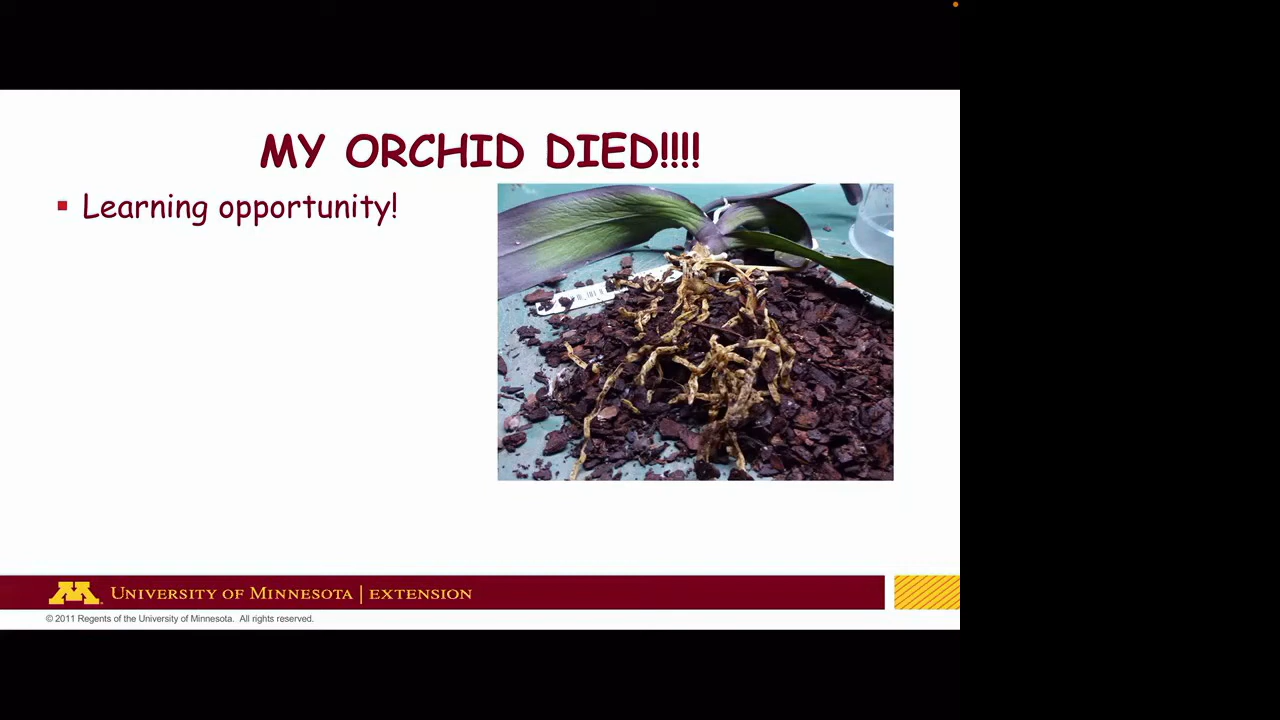 MY ORCHID DIED!!!!
▪ Learning opportunity!
UNIVERSITY OF MINNESOTA | EXTENSION
© 2011 Regents of the University of Minnesota. All rights reserved.